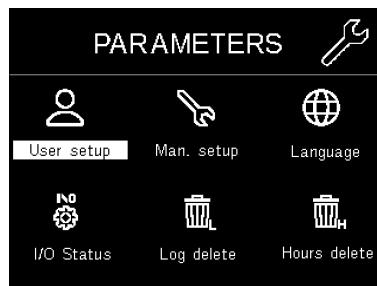 PARAMETERS
User setup
Man. setup
Language
I/O
L
H
I/O Status
Log delete
Hours delete